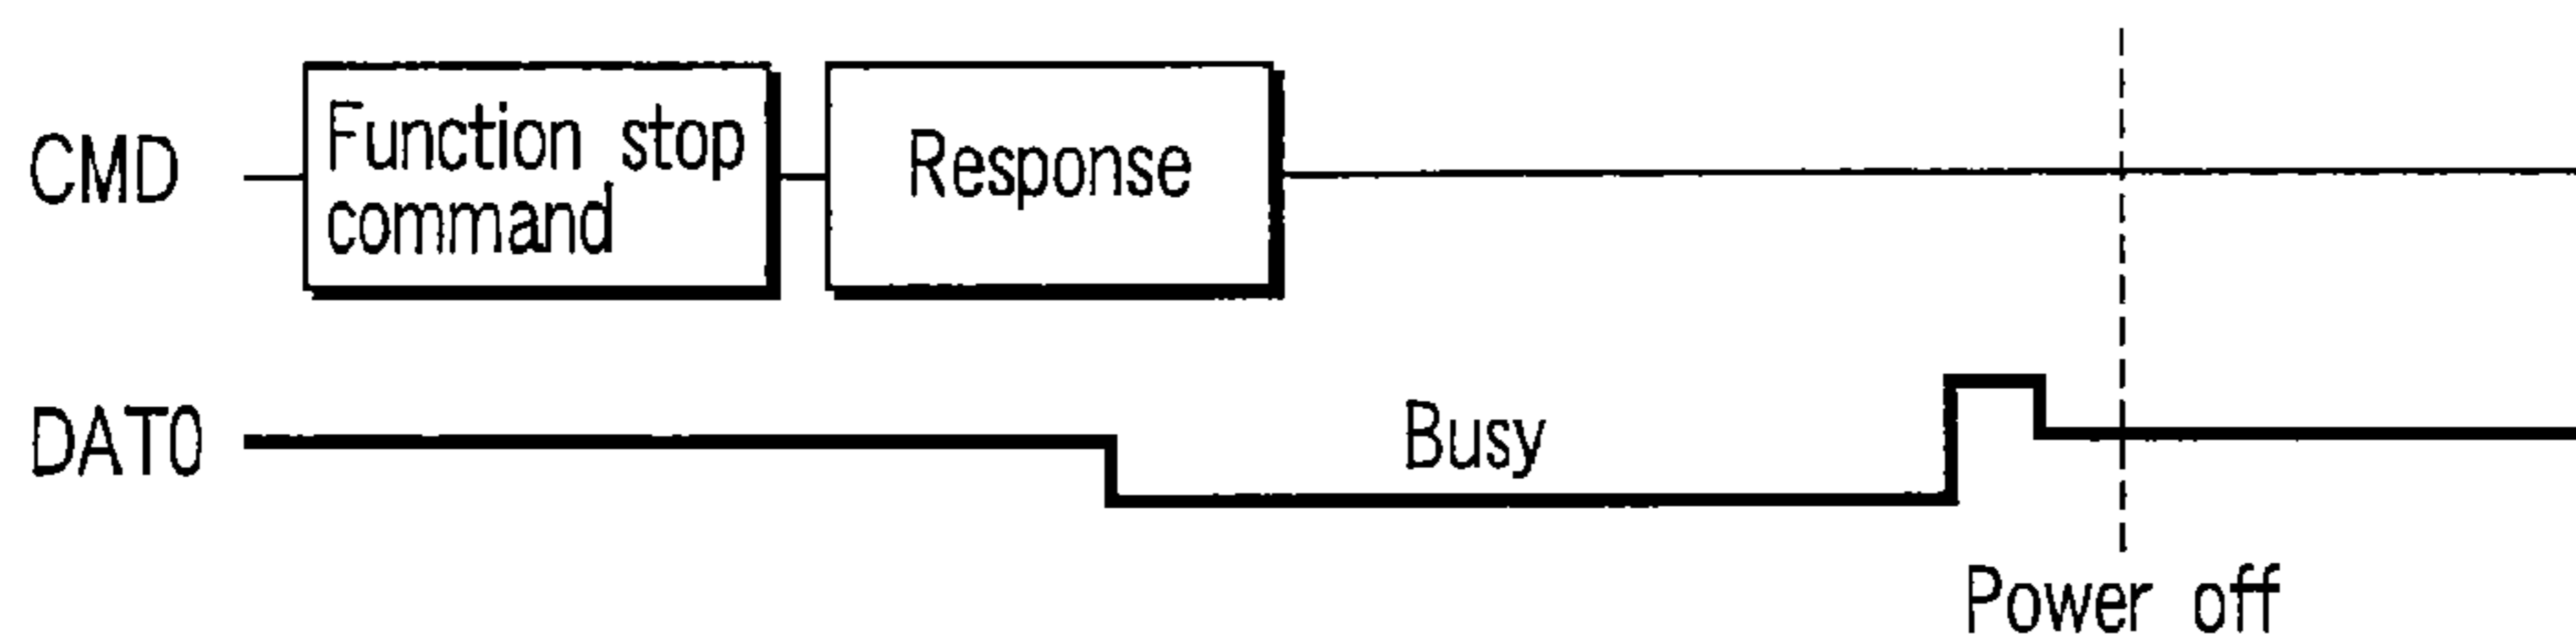 CMD
Function stop
command
Response
DAT0
Busy
Power off